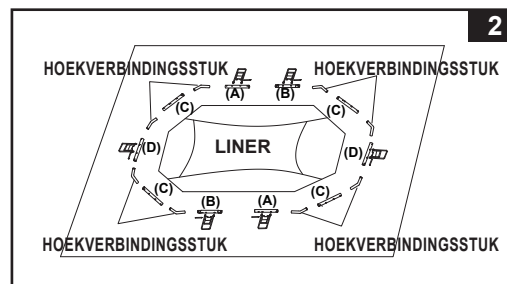 2
HOEKVERBINDINGSSTUK HOEKVERBINDINGSSTUK
(A) (B)
(C) (C)
(D) LINER (D)
(C) (C)
(B) (A)
HOEKVERBINDINGSSTUK HOEKVERBINDINGSSTUK